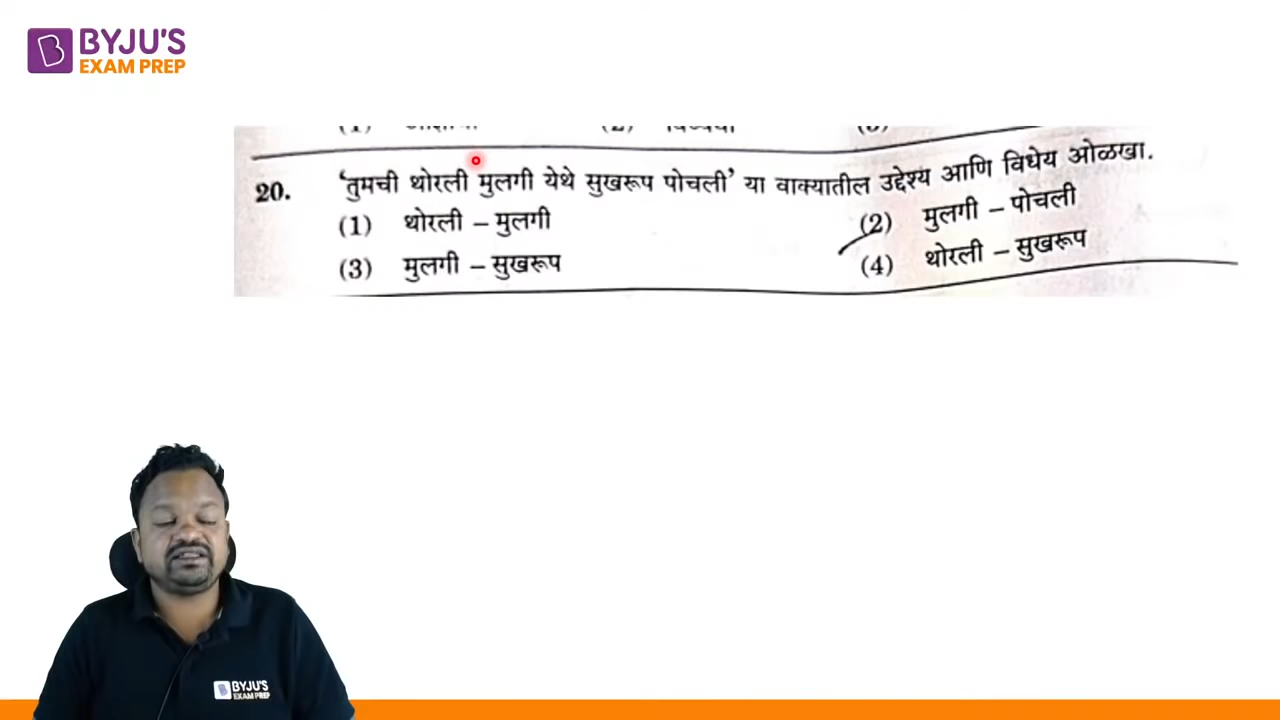 BYJU'S
EXAM PREP
20. 'तुमची थोरली मुलगी येथे सुखरूप पोचली' या वाक्यातील उद्देश्य आणि विधेय ओळखा.
(1) थोरली – मुलगी (2) मुलगी – पोचली
(3) मुलगी – सुखरूप (4) थोरली – सुखरूप
BYJU'S
EXAM PREP